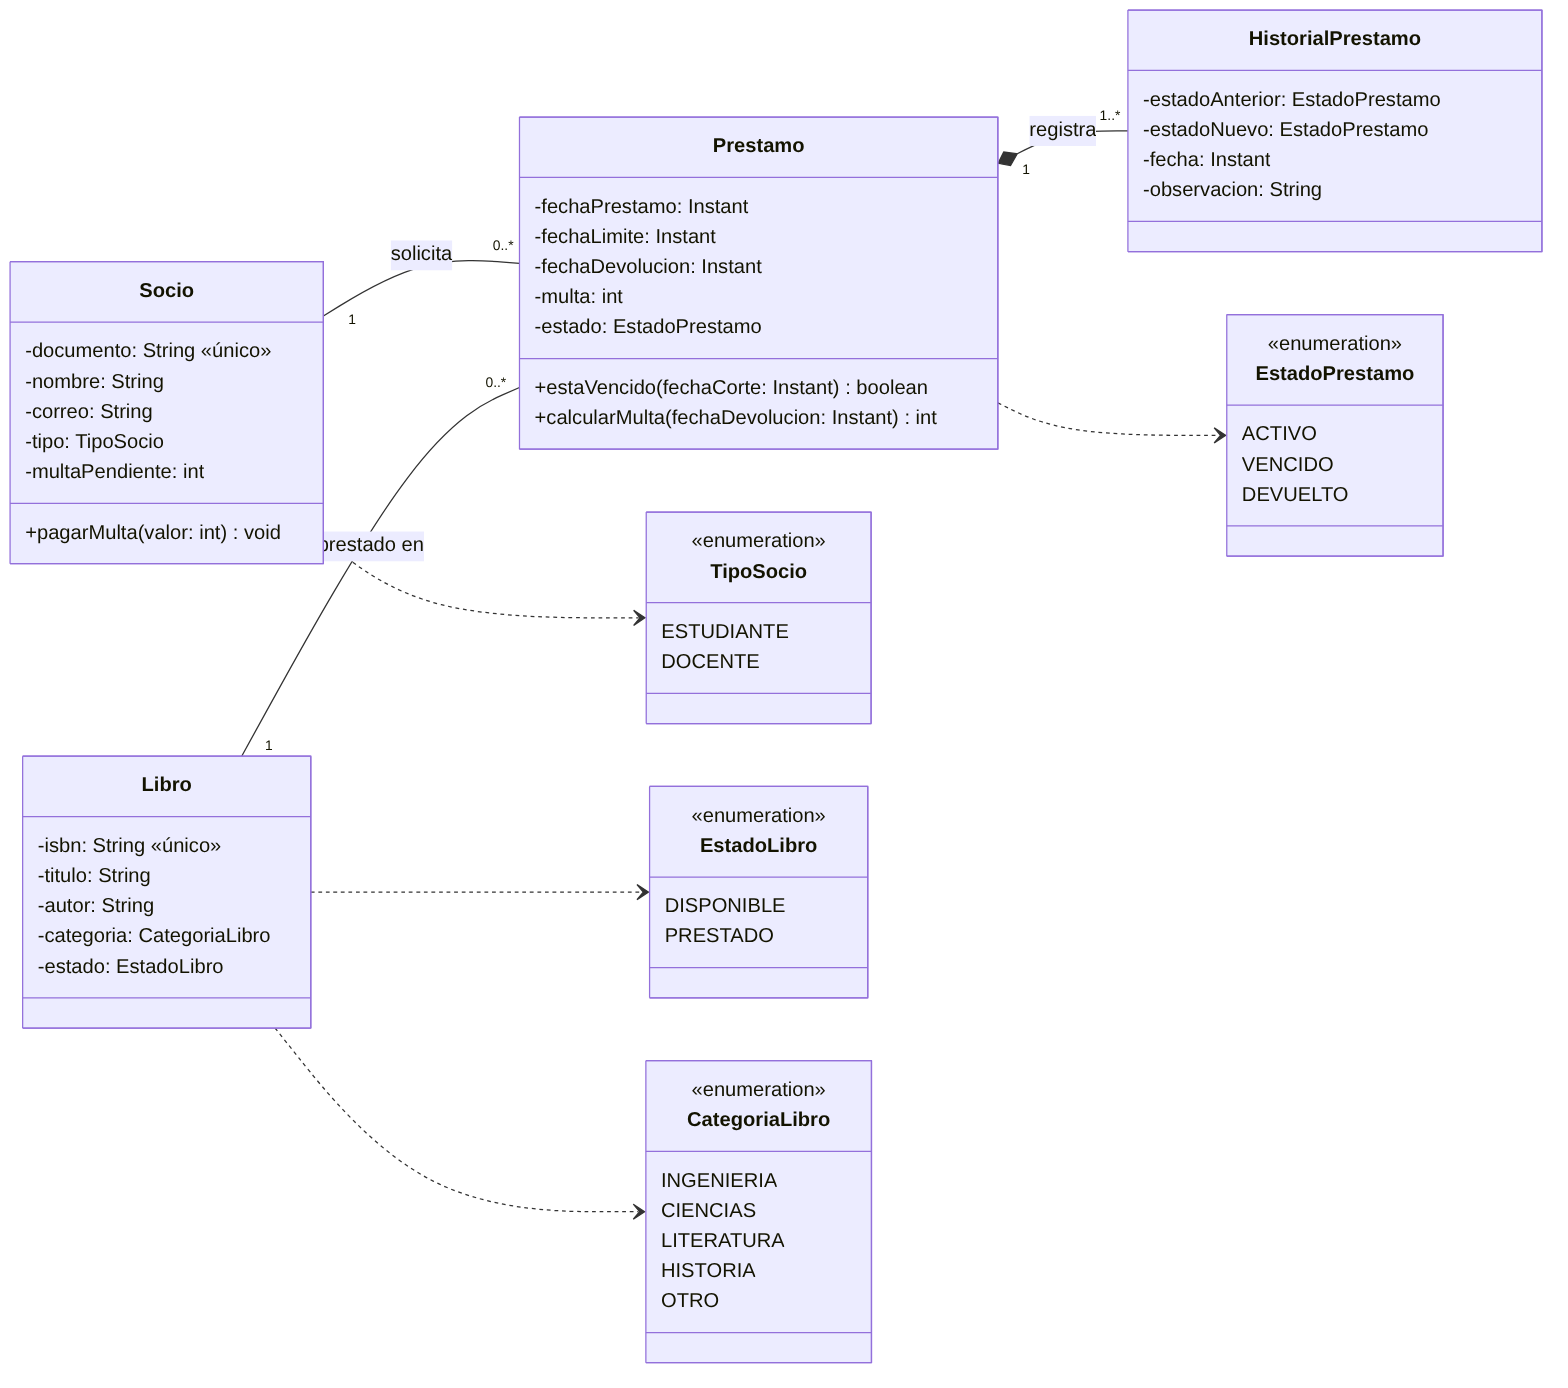 HistorialPrestamo
-estadoAnterior: EstadoPrestamo
-estadoNuevo: EstadoPrestamo
-fecha: Instant
-observacion: String
registra
1..*
1
Prestamo
-fechaPrestamo: Instant
-fechaLimite: Instant
-fechaDevolucion: Instant
-multa: int
-estado: EstadoPrestamo
+estaVencido(fechaCorte: Instant) : boolean
+calcularMulta(fechaDevolucion: Instant) : int
solicita
0..*
1
Socio
-documento: String «único»
-nombre: String
-correo: String
-tipo: TipoSocio
-multaPendiente: int
+pagarMulta(valor: int) : void
0..*
prestado en
1
«enumeration»
EstadoPrestamo
ACTIVO
VENCIDO
DEVUELTO
«enumeration»
TipoSocio
ESTUDIANTE
DOCENTE
Libro
-isbn: String «único»
-titulo: String
-autor: String
-categoria: CategoriaLibro
-estado: EstadoLibro
«enumeration»
EstadoLibro
DISPONIBLE
PRESTADO
«enumeration»
CategoriaLibro
INGENIERIA
CIENCIAS
LITERATURA
HISTORIA
OTRO